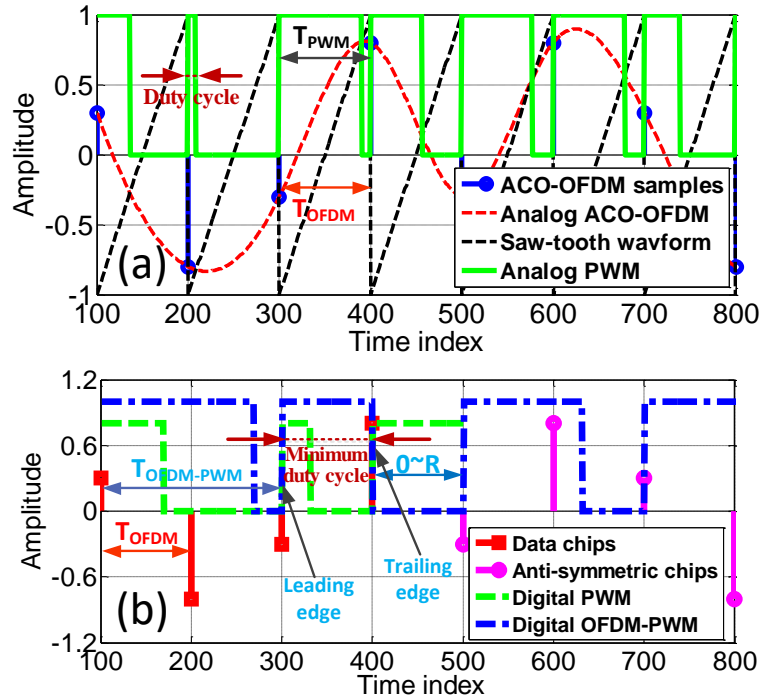 1
0.5
0
-0.5
-1
Amplitude
T_PWM
Duty cycle
T_OFDM
(a)
ACO-OFDM samples
Analog ACO-OFDM
Saw-tooth wavform
Analog PWM
100 200 300 400 500 600 700 800
Time index
1.2
0.6
0
-0.6
-1.2
Amplitude
Minimum
duty cycle
T_OFDM-PWM
0~R
T_OFDM
Leading
edge
Trailing
edge
(b)
Data chips
Anti-symmetric chips
Digital PWM
Digital OFDM-PWM
100 200 300 400 500 600 700 800
Time index